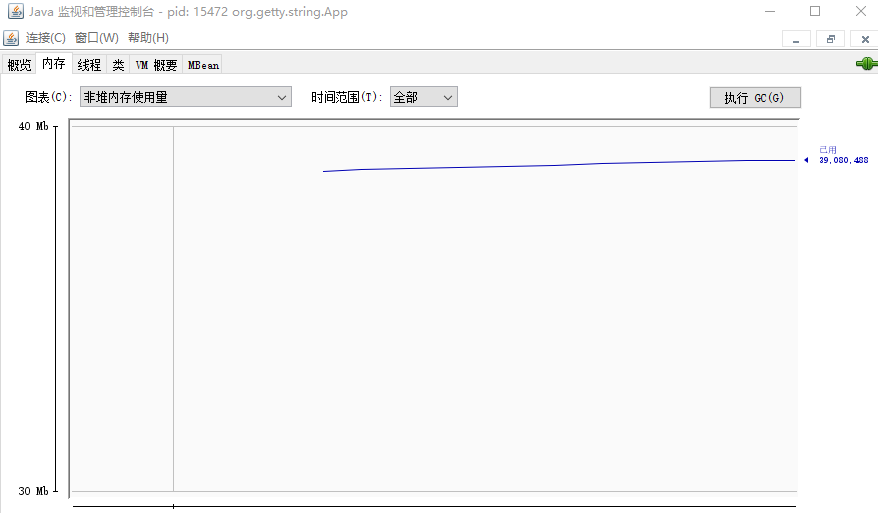 Java 监视和管理控制台 - pid: 15472 org.getty.string.App
连接(C) 窗口(W) 帮助(H)
概览 内存 线程 类 VM 概要 MBean
图表(C): 非堆内存使用量 时间范围(T): 全部 执行 GC(G)
40 Mb
已用
39,080,488
30 Mb